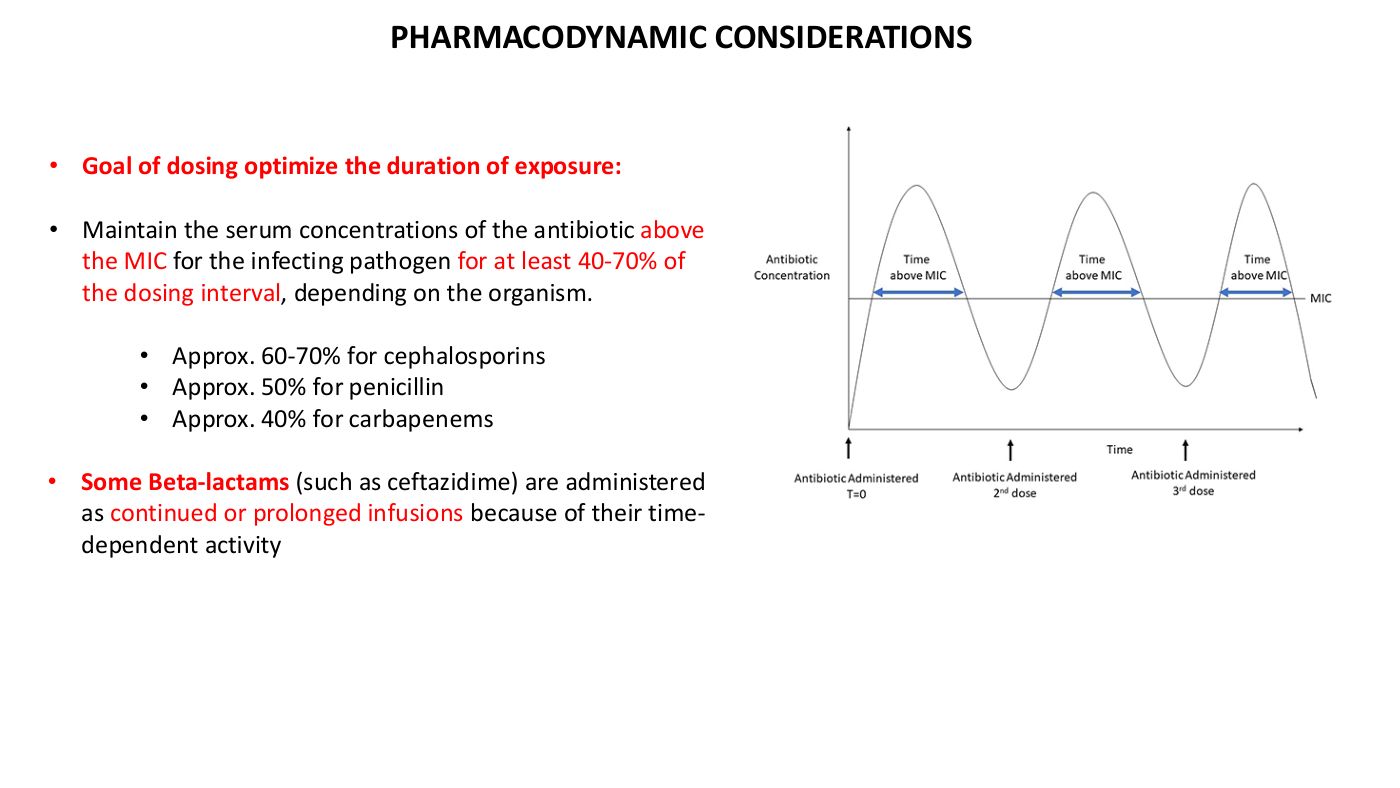 PHARMACODYNAMIC CONSIDERATIONS
• Goal of dosing optimize the duration of exposure:
• Maintain the serum concentrations of the antibiotic above
the MIC for the infecting pathogen for at least 40-70% of
the dosing interval, depending on the organism.
• Approx. 60-70% for cephalosporins
• Approx. 50% for penicillin
• Approx. 40% for carbapenems
• Some Beta-lactams (such as ceftazidime) are administered
as continued or prolonged infusions because of their time-
dependent activity
Antibiotic
Concentration
Time
above MIC
Time
above MIC
Time
above MIC
MIC
Time
Antibiotic Administered
T=0
Antibiotic Administered
2nd dose
Antibiotic Administered
3rd dose